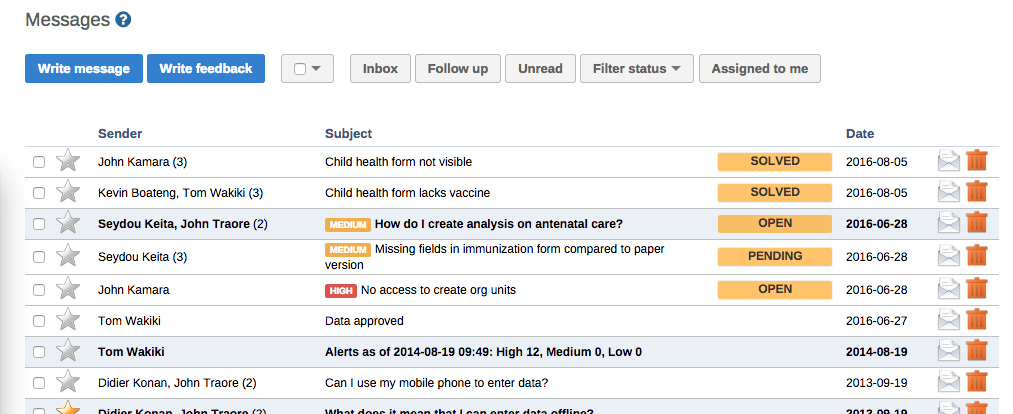 Messages ?
Write message Write feedback Inbox Follow up Unread Filter status Assigned to me
Sender Subject Date
John Kamara (3) Child health form not visible SOLVED 2016-08-05
Kevin Boateng, Tom Wakiki (3) Child health form lacks vaccine SOLVED 2016-08-05
Seydou Keita, John Traore (2) MEDIUM How do I create analysis on antenatal care? OPEN 2016-06-28
Seydou Keita (3) MEDIUM Missing fields in immunization form compared to paper PENDING 2016-06-28
version
John Kamara HIGH No access to create org units OPEN 2016-06-28
Tom Wakiki Data approved 2016-06-27
Tom Wakiki Alerts as of 2014-08-19 09:49: High 12, Medium 0, Low 0 2014-08-19
Didier Konan, John Traore (2) Can I use my mobile phone to enter data? 2013-09-19
Didier Konan, John Traore (2) What does it mean that I can enter data offline? 2013-09-19